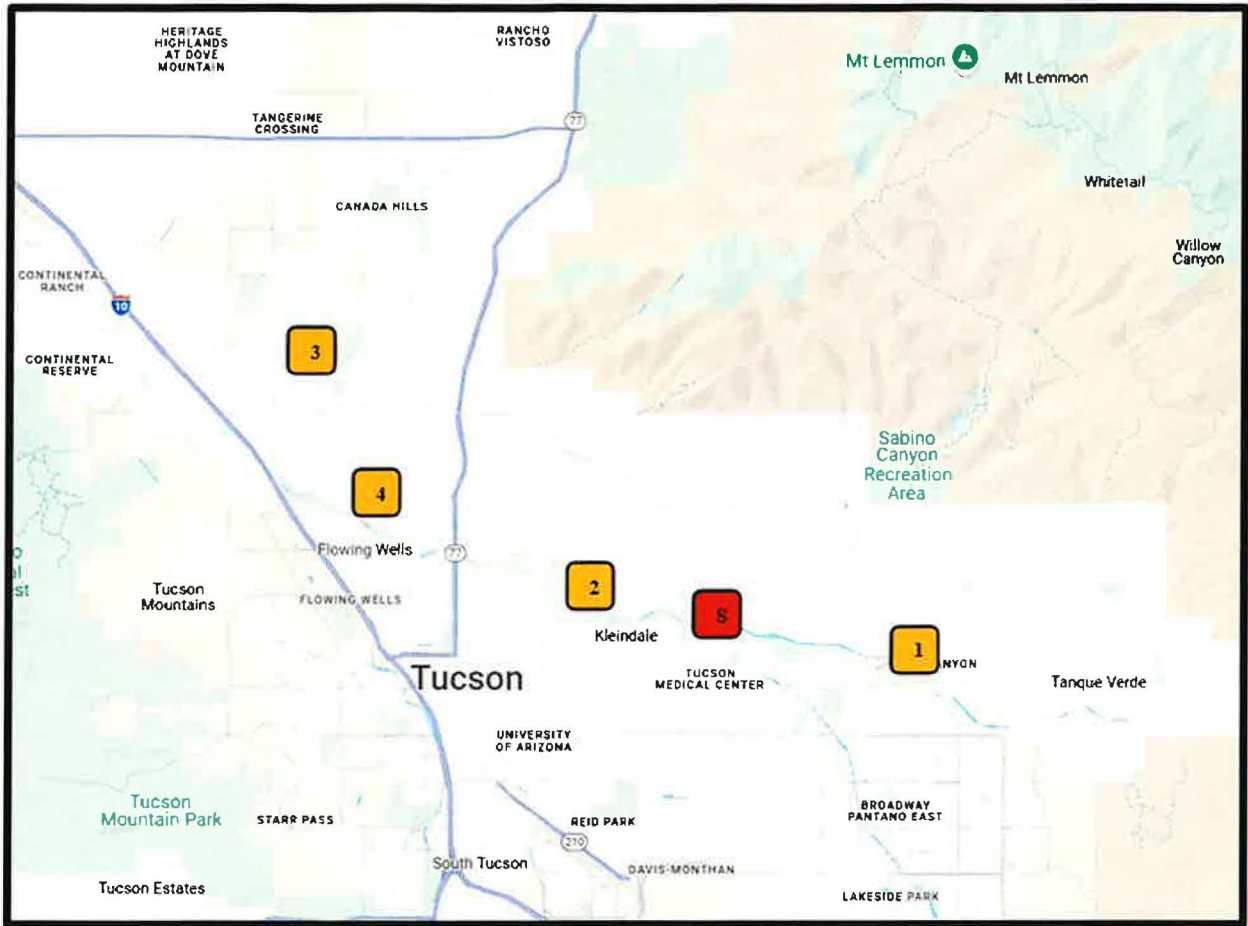 HERITAGE
HIGHLANDS
AT DOVE
MOUNTAIN
RANCHO
VISTOSO
Mt Lemmon
Mt Lemmon
TANGERINE
CROSSING
77
Whitetail
CANADA HILLS
Willow
Canyon
CONTINENTAL
RANCH
10
3
CONTINENTAL
RESERVE
Sabino
Canyon
Recreation
Area
4
Flowing Wells
77
o
al
st
Tucson
Mountains
FLOWING WELLS
2
S
Kleindale
1
NYON
Tucson
TUCSON
MEDICAL CENTER
Tanque Verde
UNIVERSITY
OF ARIZONA
Tucson
Mountain Park
STARR PASS
REID PARK
BROADWAY
PANTANO EAST
210
South Tucson
DAVIS-MONTHAN
Tucson Estates
LAKESIDE PARK